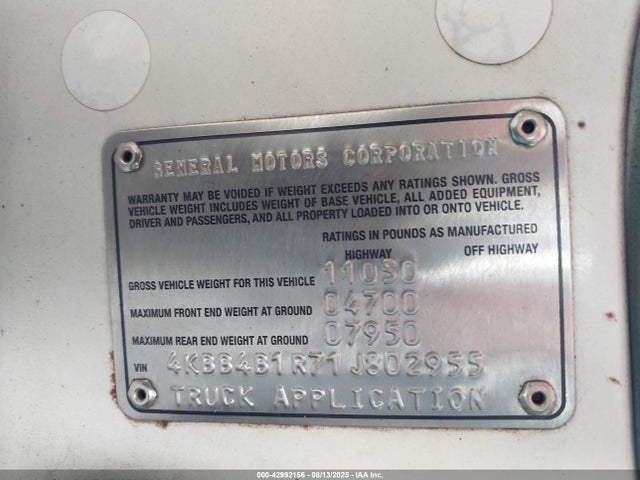 GENERAL MOTORS CORPORATION
WARRANTY MAY BE VOIDED IF WEIGHT EXCEEDS ANY RATINGS SHOWN. GROSS
VEHICLE WEIGHT INCLUDES WEIGHT OF BASE VEHICLE, ALL ADDED EQUIPMENT,
DRIVER AND PASSENGERS, AND ALL PROPERTY LOADED INTO OR ONTO VEHICLE.
RATINGS IN POUNDS AS MANUFACTURED
HIGHWAY OFF HIGHWAY
GROSS VEHICLE WEIGHT FOR THIS VEHICLE 11050
MAXIMUM FRONT END WEIGHT AT GROUND 04700
MAXIMUM REAR END WEIGHT AT GROUND 07950
VIN 4KBB4B1R71J802955
TRUCK APPLICATION
000-42992156 - 08/13/2025 - IAA Inc.